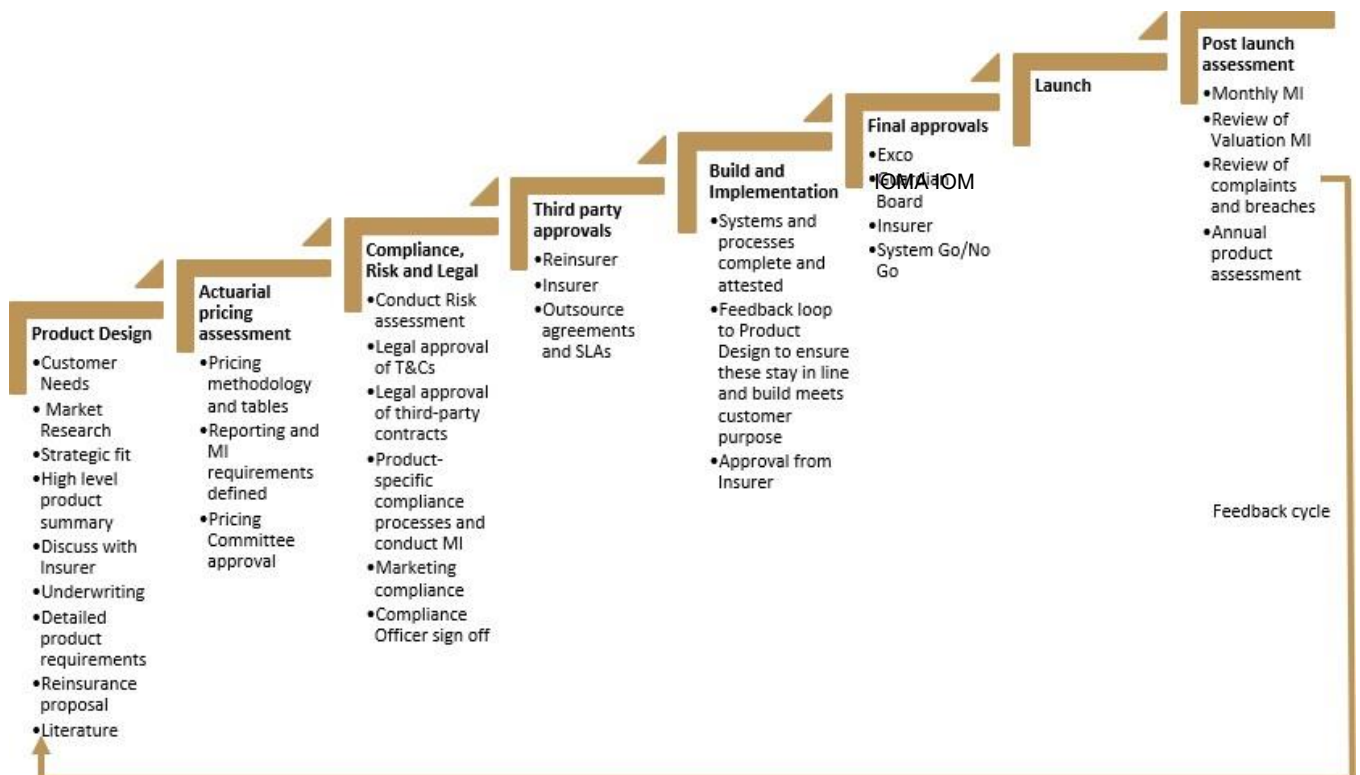 Product Design
•Customer
Needs
• Market
Research
•Strategic fit
•High level
product
summary
•Discuss with
Insurer
•Underwriting
•Detailed
product
requirements
•Reinsurance
proposal
•Literature
Actuarial
pricing
assessment
•Pricing
methodology
and tables
•Reporting and
MI
requirements
defined
•Pricing
Committee
approval
Compliance,
Risk and Legal
•Conduct Risk
assessment
•Legal approval
of T&Cs
•Legal approval
of third-party
contracts
•Product-
specific
compliance
processes and
conduct MI
•Marketing
compliance
•Compliance
Officer sign off
Third party
approvals
•Reinsurer
•Insurer
•Outsource
agreements
and SLAs
Build and
Implementation
•Systems and
processes
complete and
attested
•Feedback loop
to Product
Design to ensure
these stay in line
and build meets
customer
purpose
•Approval from
Insurer
Final approvals
•Exco
•Guardian
IOMA IOM
Board
•Insurer
•System Go/No
Go
Launch
Post launch
assessment
•Monthly MI
•Review of
Valuation MI
•Review of
complaints
and breaches
•Annual
product
assessment
Feedback cycle